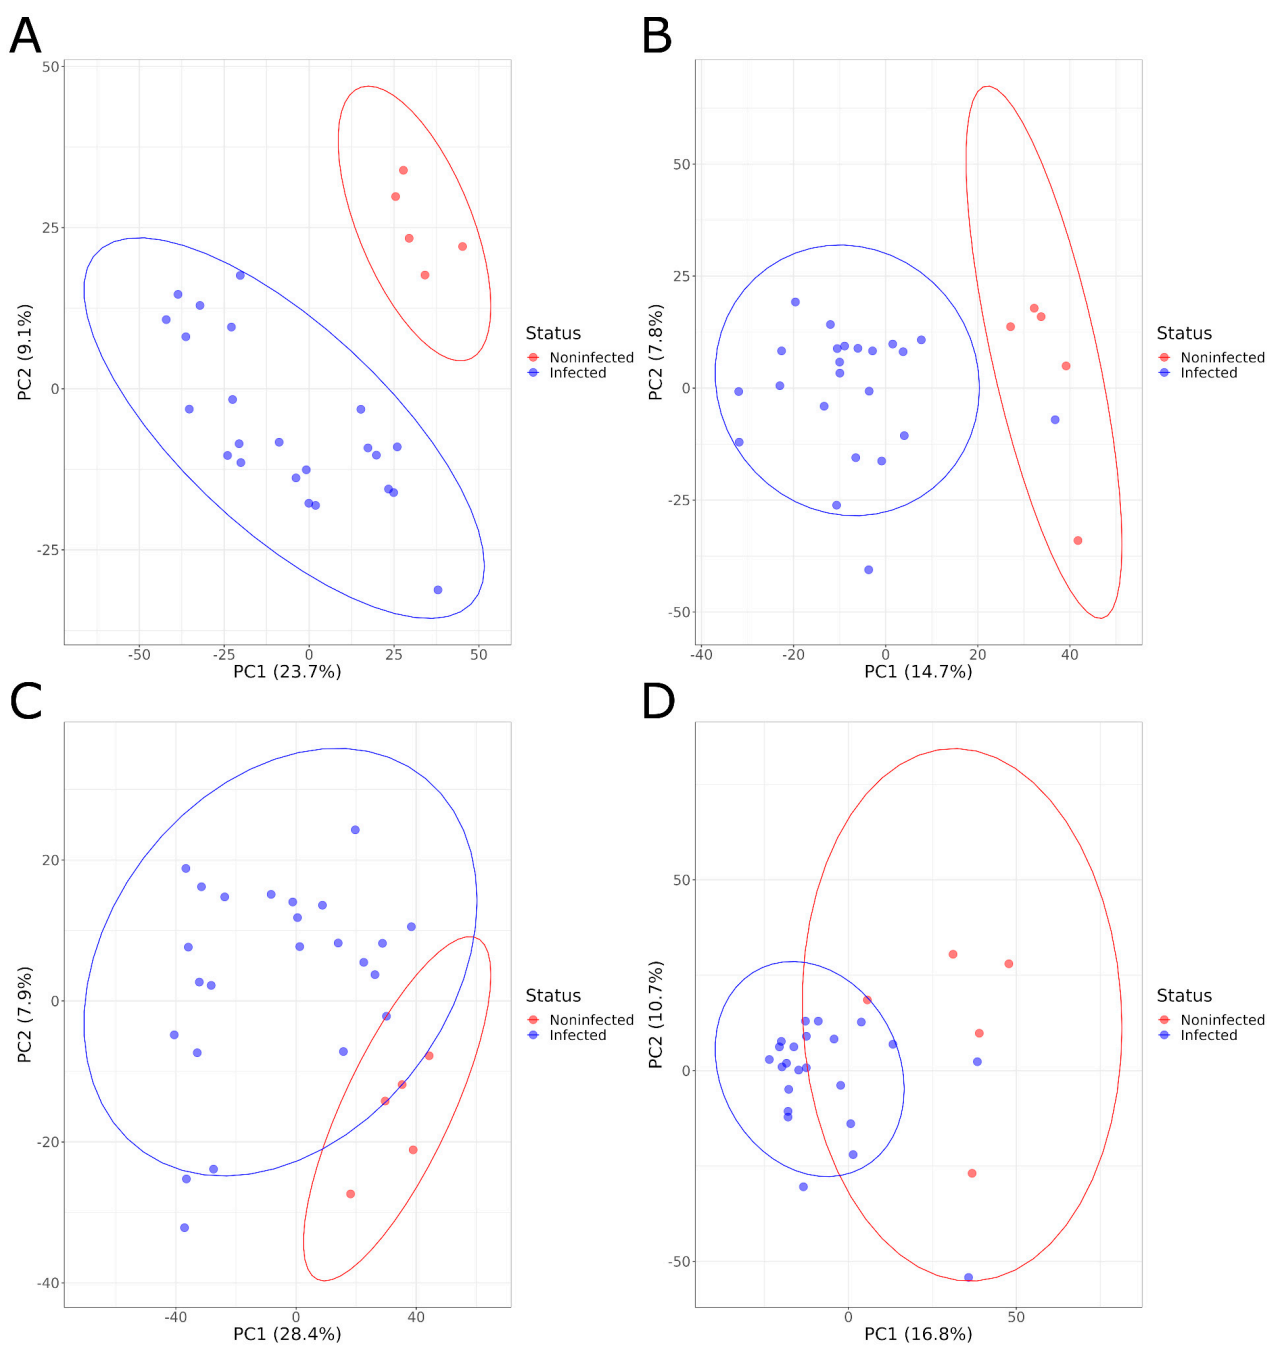 A
50
25
0
-25
-50
-25
0
25
50
PC1 (23.7%)
PC2 (9.1%)
Status
Noninfected
Infected
B
50
25
0
-25
-50
-40
-20
0
20
40
PC1 (14.7%)
PC2 (7.8%)
Status
Noninfected
Infected
C
20
0
-20
-40
-40
0
40
PC1 (28.4%)
PC2 (7.9%)
Status
Noninfected
Infected
D
50
0
-50
0
50
PC1 (16.8%)
PC2 (10.7%)
Status
Noninfected
Infected